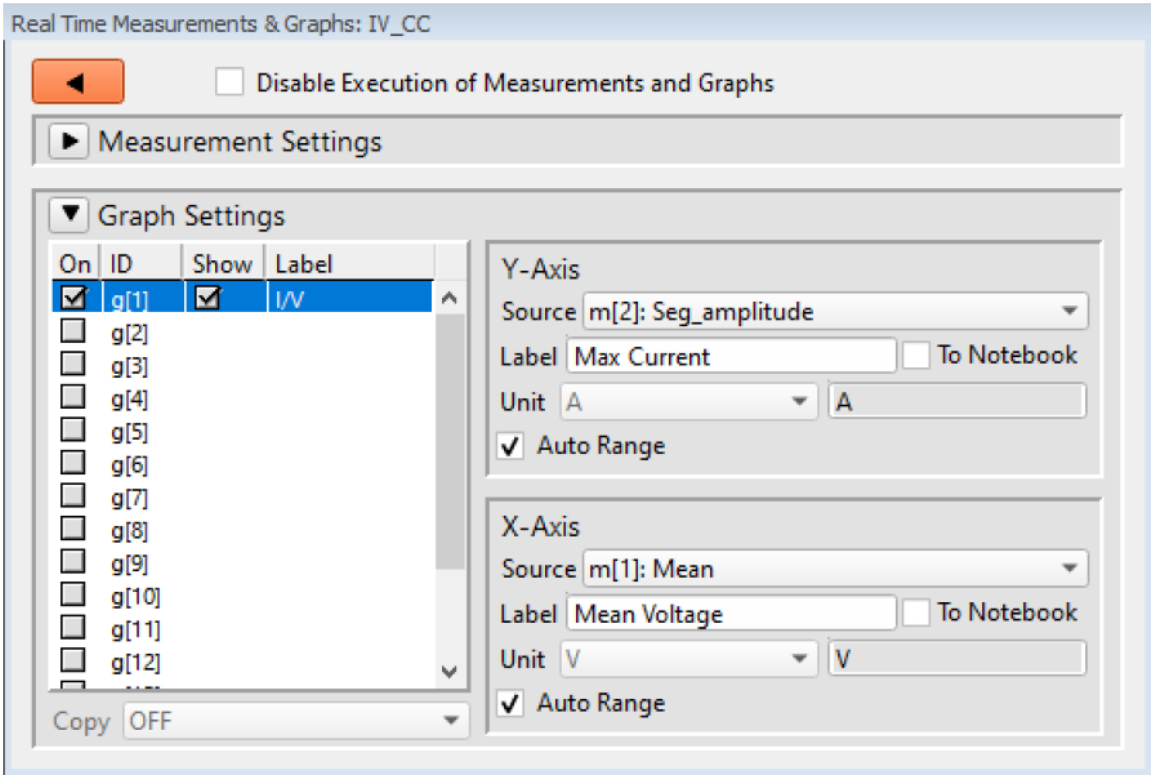 Real Time Measurements & Graphs: IV_CC
Disable Execution of Measurements and Graphs
Measurement Settings
Graph Settings
On ID Show Label
g[1] I/V
g[2]
g[3]
g[4]
g[5]
g[6]
g[7]
g[8]
g[9]
g[10]
g[11]
g[12]
Copy OFF
Y-Axis
Source m[2]: Seg_amplitude
Label Max Current To Notebook
Unit A A
Auto Range
X-Axis
Source m[1]: Mean
Label Mean Voltage To Notebook
Unit V V
Auto Range